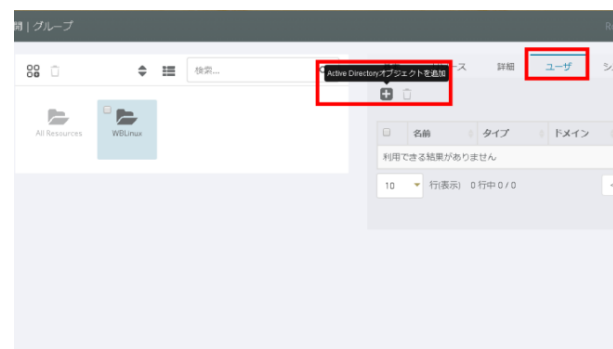 開 | グループ
検索...
Active Directoryオブジェクトを追加
ース
詳細
ユーザ
All Resources
WBLinux
名前
タイプ
ドメイン
利用できる結果がありません
10
行(表示) 0 行中 0 / 0